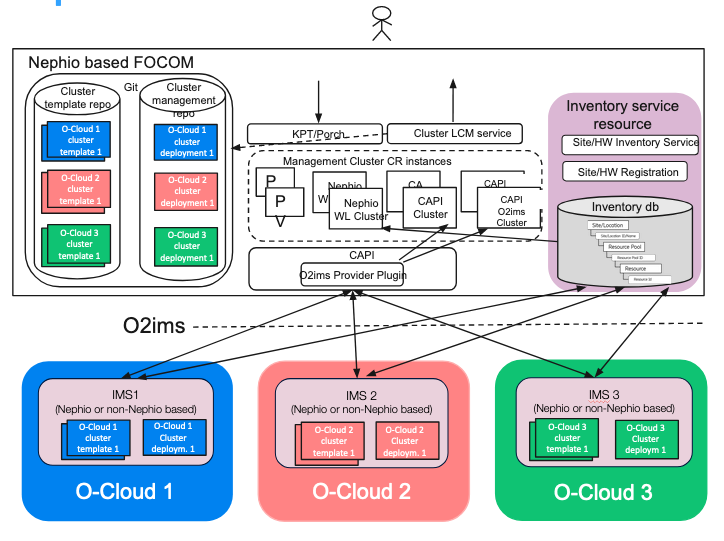 Nephio based FOCOM
Git
Cluster
template repo
Cluster
management
repo
O-Cloud 1
cluster
template 1
O-Cloud 2
cluster
template 1
O-Cloud 3
cluster
template 1
O-Cloud 1
cluster
deployment 1
O-Cloud 2
cluster
deployment 1
O-Cloud 3
cluster
deployment 1
KPT/Porch
Cluster LCM service
Management Cluster CR instances
P
P
V
Nephio
W
Nephio
WL Cluster
CA
CAPI
Cluster
CAPI
CAPI
O2ims
Cluster
CAPI
O2ims Provider Plugin
Inventory service
resource
Site/HW Inventory Service
Site/HW Registration
Inventory db
Site/Location
Site/Location ID/Name
Resource Pool
Resource Pool ID
Resource
Resource ID
O2ims
IMS1
(Nephio or non-Nephio based)
O-Cloud 1
cluster
template 1
O-Cloud 1
Cluster
deploym. 1
O-Cloud 1
IMS 2
(Nephio or non-Nephio based)
O-Cloud 2
cluster
template 1
O-Cloud 2
Cluster
deploym. 1
O-Cloud 2
IMS 3
(Nephio or non-Nephio based)
O-Cloud 3
cluster
template 1
O-Cloud 3
Cluster
deploym 1
O-Cloud 3